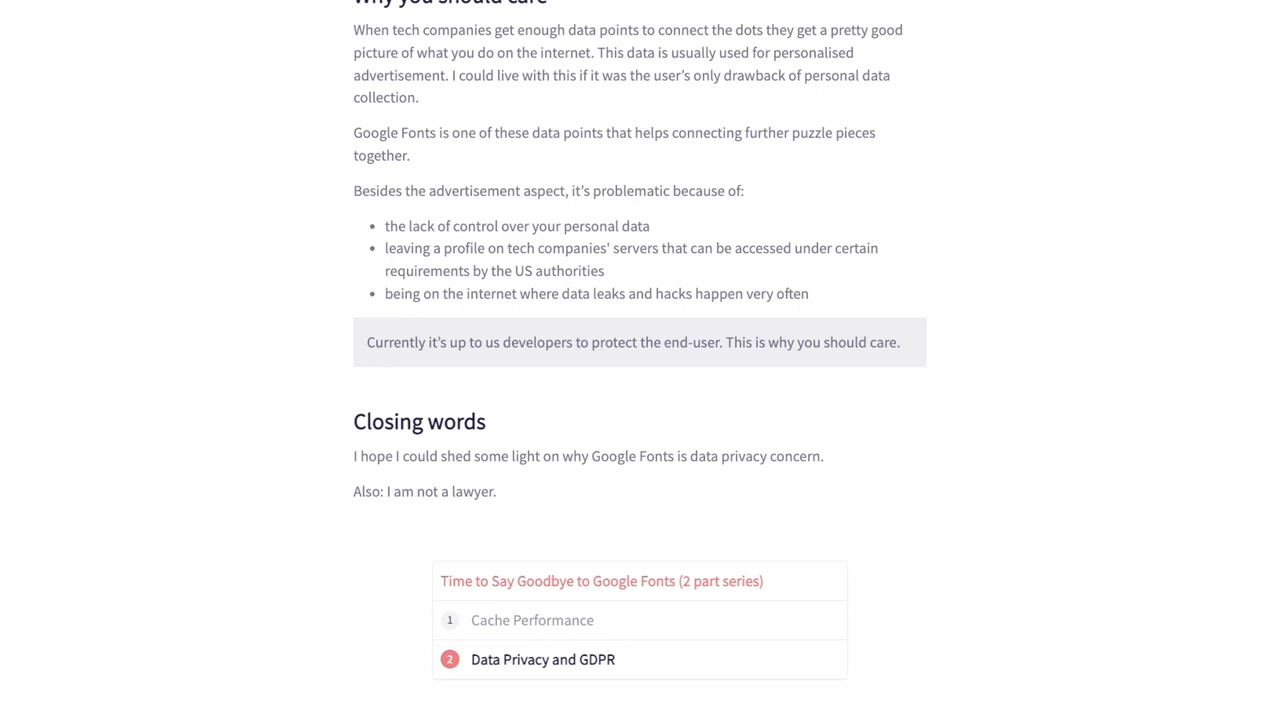 Why you should care
When tech companies get enough data points to connect the dots they get a pretty good
picture of what you do on the internet. This data is usually used for personalised
advertisement. I could live with this if it was the user's only drawback of personal data
collection.
Google Fonts is one of these data points that helps connecting further puzzle pieces
together.
Besides the advertisement aspect, it's problematic because of:
• the lack of control over your personal data
• leaving a profile on tech companies' servers that can be accessed under certain
requirements by the US authorities
• being on the internet where data leaks and hacks happen very often
Currently it's up to us developers to protect the end-user. This is why you should care.
Closing words
I hope I could shed some light on why Google Fonts is data privacy concern.
Also: I am not a lawyer.
Time to Say Goodbye to Google Fonts (2 part series)
1 Cache Performance
2 Data Privacy and GDPR